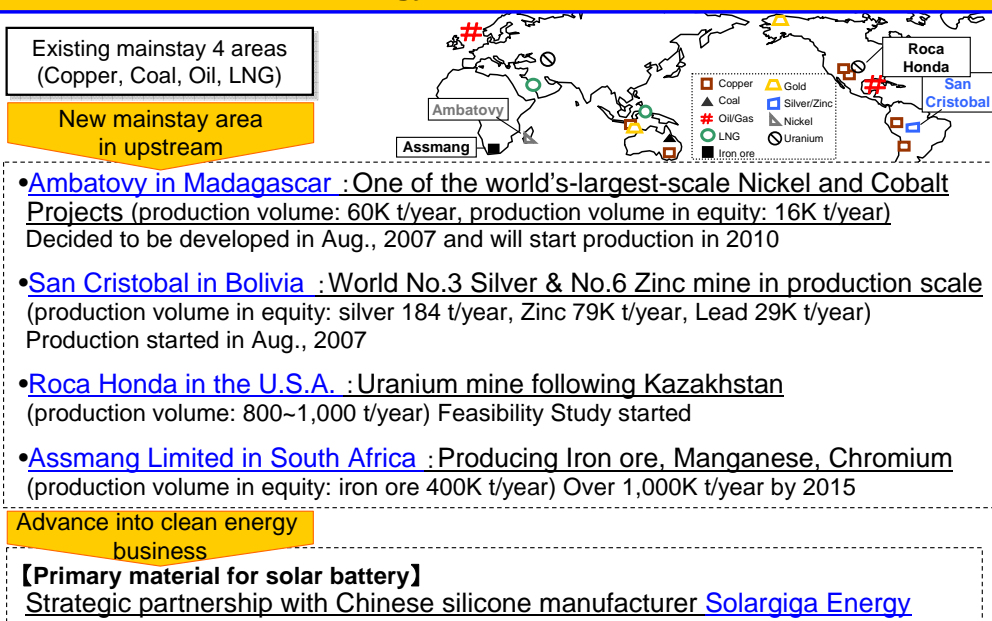 Existing mainstay 4 areas
(Copper, Coal, Oil, LNG)
New mainstay area
in upstream
Roca
Honda
San
Cristobal
Ambatovy
Assmang
Copper
Coal
Oil/Gas
LNG
Iron ore
Gold
Silver/Zinc
Nickel
Uranium
•Ambatovy in Madagascar :One of the world's-largest-scale Nickel and Cobalt
Projects (production volume: 60K t/year, production volume in equity: 16K t/year)
Decided to be developed in Aug., 2007 and will start production in 2010
•San Cristobal in Bolivia :World No.3 Silver & No.6 Zinc mine in production scale
(production volume in equity: silver 184 t/year, Zinc 79K t/year, Lead 29K t/year)
Production started in Aug., 2007
•Roca Honda in the U.S.A. :Uranium mine following Kazakhstan
(production volume: 800~1,000 t/year) Feasibility Study started
•Assmang Limited in South Africa :Producing Iron ore, Manganese, Chromium
(production volume in equity: iron ore 400K t/year) Over 1,000K t/year by 2015
Advance into clean energy
business
【Primary material for solar battery】
Strategic partnership with Chinese silicone manufacturer Solargiga Energy